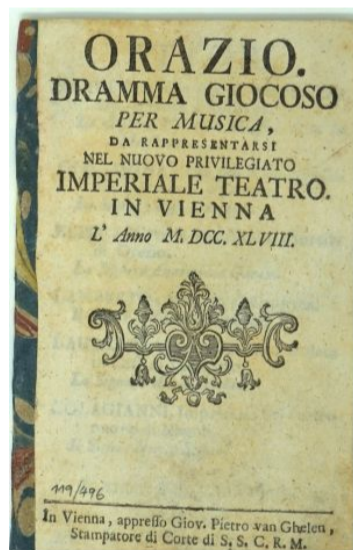 ORAZIO.
DRAMMA GIOCOSO
PER MUSICA,
DA RAPPRESENTARSI
NEL NUOVO PRIVILEGIATO
IMPERIALE TEATRO.
IN VIENNA
L' Anno M. DCC. XLVIII.
119/496
In Vienna, appresso Giov. Pietro van Ghelen,
Stampatore di Corte di S. S. C. R. M.